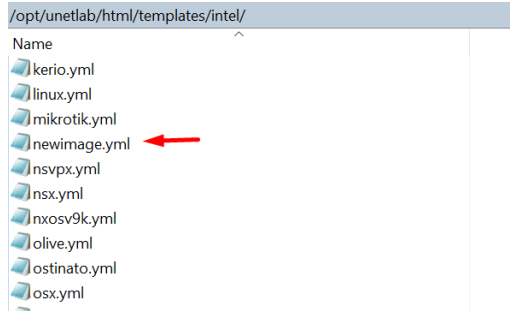 /opt/unetlab/html/templates/intel/
Name
kerio.yml
linux.yml
mikrotik.yml
newimage.yml
nsvpx.yml
nsx.yml
nxosv9k.yml
olive.yml
ostinato.yml
osx.yml